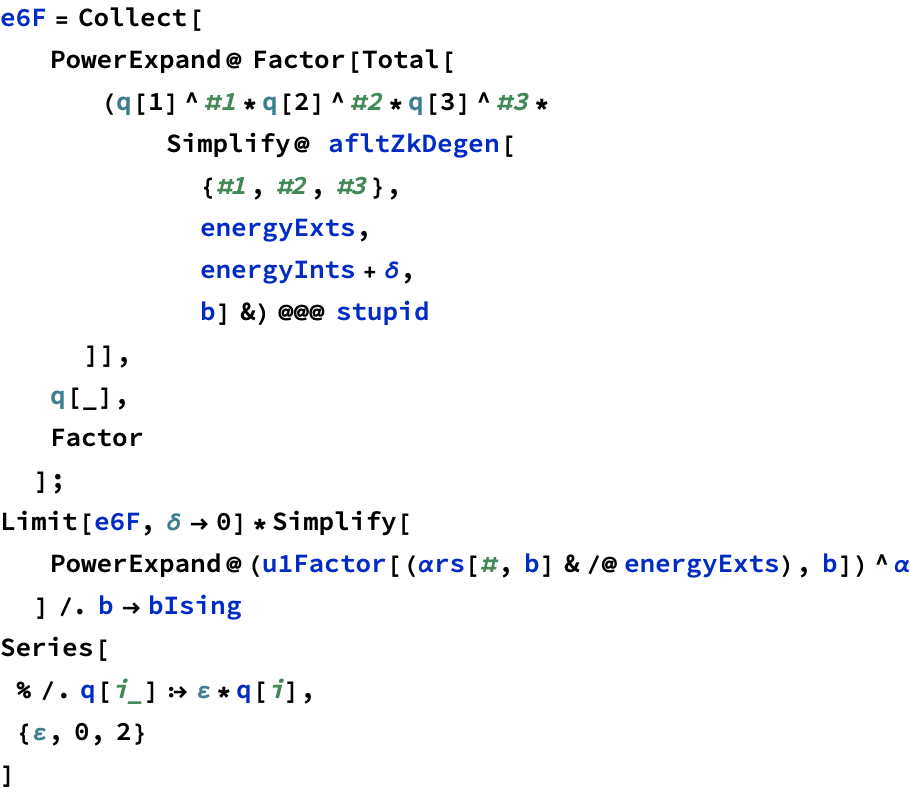 e6F = Collect[
PowerExpand@ Factor[Total[
(q[1]^#1*q[2]^#2*q[3]^#3*
Simplify@ afltZkDegen[
{#1, #2, #3},
energyExts,
energyInts + δ,
b] &) @@@ stupid
]],
q[_],
Factor
];
Limit[e6F, δ → 0]*Simplify[
PowerExpand@(u1Factor[(αrs[#, b] & /@ energyExts), b])^α
] /. b → bIsing
Series[
% /. q[i_] :→ ε*q[i],
{ε, 0, 2}
]